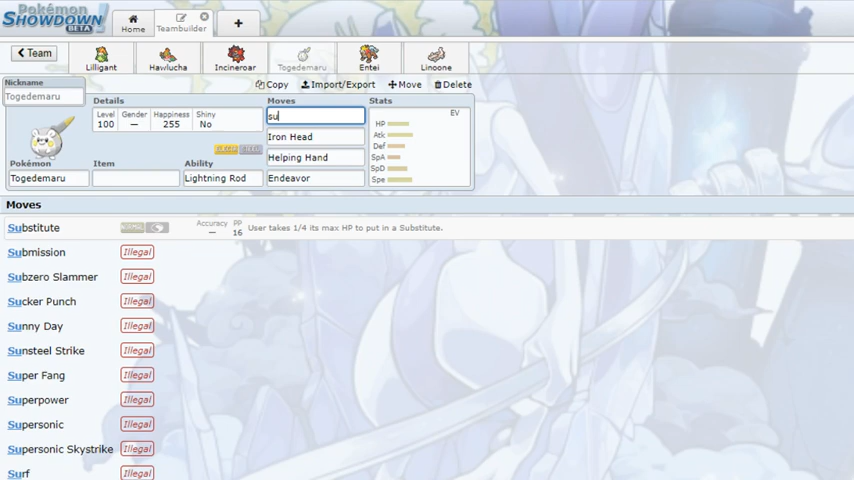 Pokémon
SHOWDOWN
BETA
Home
Teambuilder
+
Team
Lilligant
Hawlucha
Incineroar
Togedemaru
Entei
Linoone
Nickname
Togedemaru
Copy
Import/Export
Move
Delete
Details
Moves
Stats
Level
Gender
Happiness
Shiny
100
—
255
No
su
EV
HP
Iron Head
Atk
Def
Helping Hand
SpA
SpD
Pokémon
Item
Ability
Togedemaru
Lightning Rod
Endeavor
Spe
Moves
Substitute
NORMAL
Accuracy
—
PP
16
User takes 1/4 its max HP to put in a Substitute.
Submission
Illegal
Subzero Slammer
Illegal
Sucker Punch
Illegal
Sunny Day
Illegal
Sunsteel Strike
Illegal
Super Fang
Illegal
Superpower
Illegal
Supersonic
Illegal
Supersonic Skystrike
Illegal
Surf
Illegal